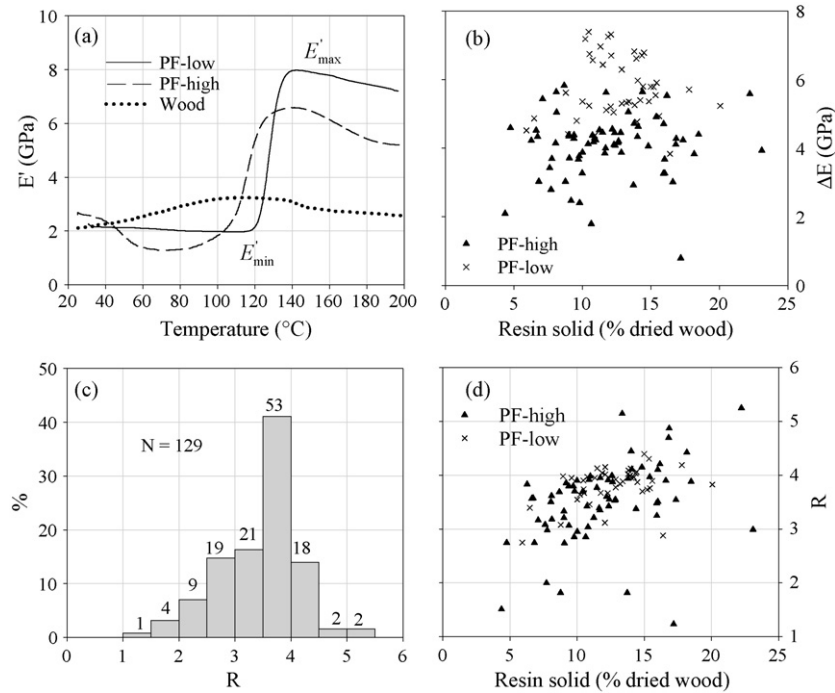 (a)
PF-low
PF-high
Wood
E'max
E'min
E' (GPa)
10
8
6
4
2
0
20 40 60 80 100 120 140 160 180 200
Temperature (°C)
(b)
PF-high
PF-low
8
6
4
2
0
ΔE (GPa)
0 5 10 15 20 25
Resin solid (% dried wood)
(c)
N = 129
%
50
40
30
20
10
0
1 4 9 19 21 53 18 2 2
0 1 2 3 4 5 6
R
(d)
PF-high
PF-low
6
5
4
3
2
1
R
0 5 10 15 20 25
Resin solid (% dried wood)